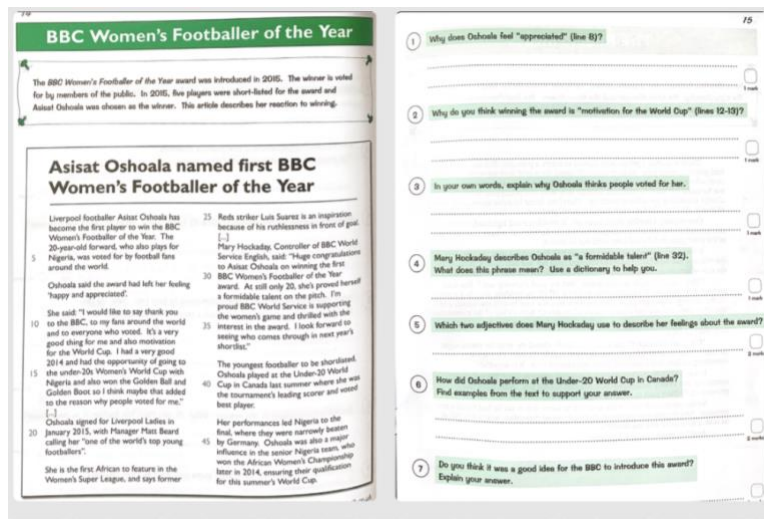 BBC Women's Footballer of the Year
The BBC Women's Footballer of the Year award was introduced in 2015. The winner is voted
for by members of the public. In 2015, five players were short-listed for the award and
Asisat Oshoala was chosen as the winner. This article describes her reaction to winning.
Asisat Oshoala named first BBC
Women's Footballer of the Year
Liverpool footballer Asisat Oshoala has
become the first player to win the BBC
Women's Footballer of the Year. The
20-year-old forward, who also plays for
5 Nigeria, was voted for by football fans
around the world.
Oshoala said the award had left her feeling
'happy and appreciated'.
She said: "I would like to say thank you
10 to the BBC, to my fans around the world
and to everyone who voted. It's a very
good thing for me and also motivation
for the World Cup. I had a very good
2014 and had the opportunity of going to
15 the under-20s Women's World Cup with
Nigeria and also won the Golden Ball and
Golden Boot so I think maybe that added
to the reason why people voted for me."
[...]
Oshoala signed for Liverpool Ladies in
20 January 2015, with Manager Matt Beard
calling her "one of the world's top young
footballers".
She is the first African to feature in the
Women's Super League, and says former
25 Reds striker Luis Suarez is an inspiration
because of his ruthlessness in front of goal.
[...]
Mary Hockaday, Controller of BBC World
Service English, said: "Huge congratulations
to Asisat Oshoala on winning the first
30 BBC Women's Footballer of the Year
award. At still only 20, she's proved herself
a formidable talent on the pitch. I'm
proud BBC World Service is supporting
the women's game and thrilled with the
35 interest in the award. I look forward to
seeing who comes through in next year's
shortlist."
The youngest footballer to be shortlisted,
Oshoala played at the Under-20 World
40 Cup in Canada last summer where she was
the tournament's leading scorer and voted
best player.
Her performances led Nigeria to the
final, where they were narrowly beaten
45 by Germany. Oshoala was also a major
influence in the senior Nigeria team, who
won the African Women's Championship
later in 2014, ensuring their qualification
for this summer's World Cup.
15
1 Why does Oshoala feel "appreciated" (line 8)?
1 mark
2 Why do you think winning the award is "motivation for the World Cup" (lines 12-13)?
1 mark
3 In your own words, explain why Oshoala thinks people voted for her.
1 mark
4 Mary Hockaday describes Oshoala as "a formidable talent" (line 32).
What does this phrase mean? Use a dictionary to help you.
1 mark
5 Which two adjectives does Mary Hockaday use to describe her feelings about the award?
2 marks
6 How did Oshoala perform at the Under-20 World Cup in Canada?
Find examples from the text to support your answer.
2 marks
7 Do you think it was a good idea for the BBC to introduce this award?
Explain your answer.